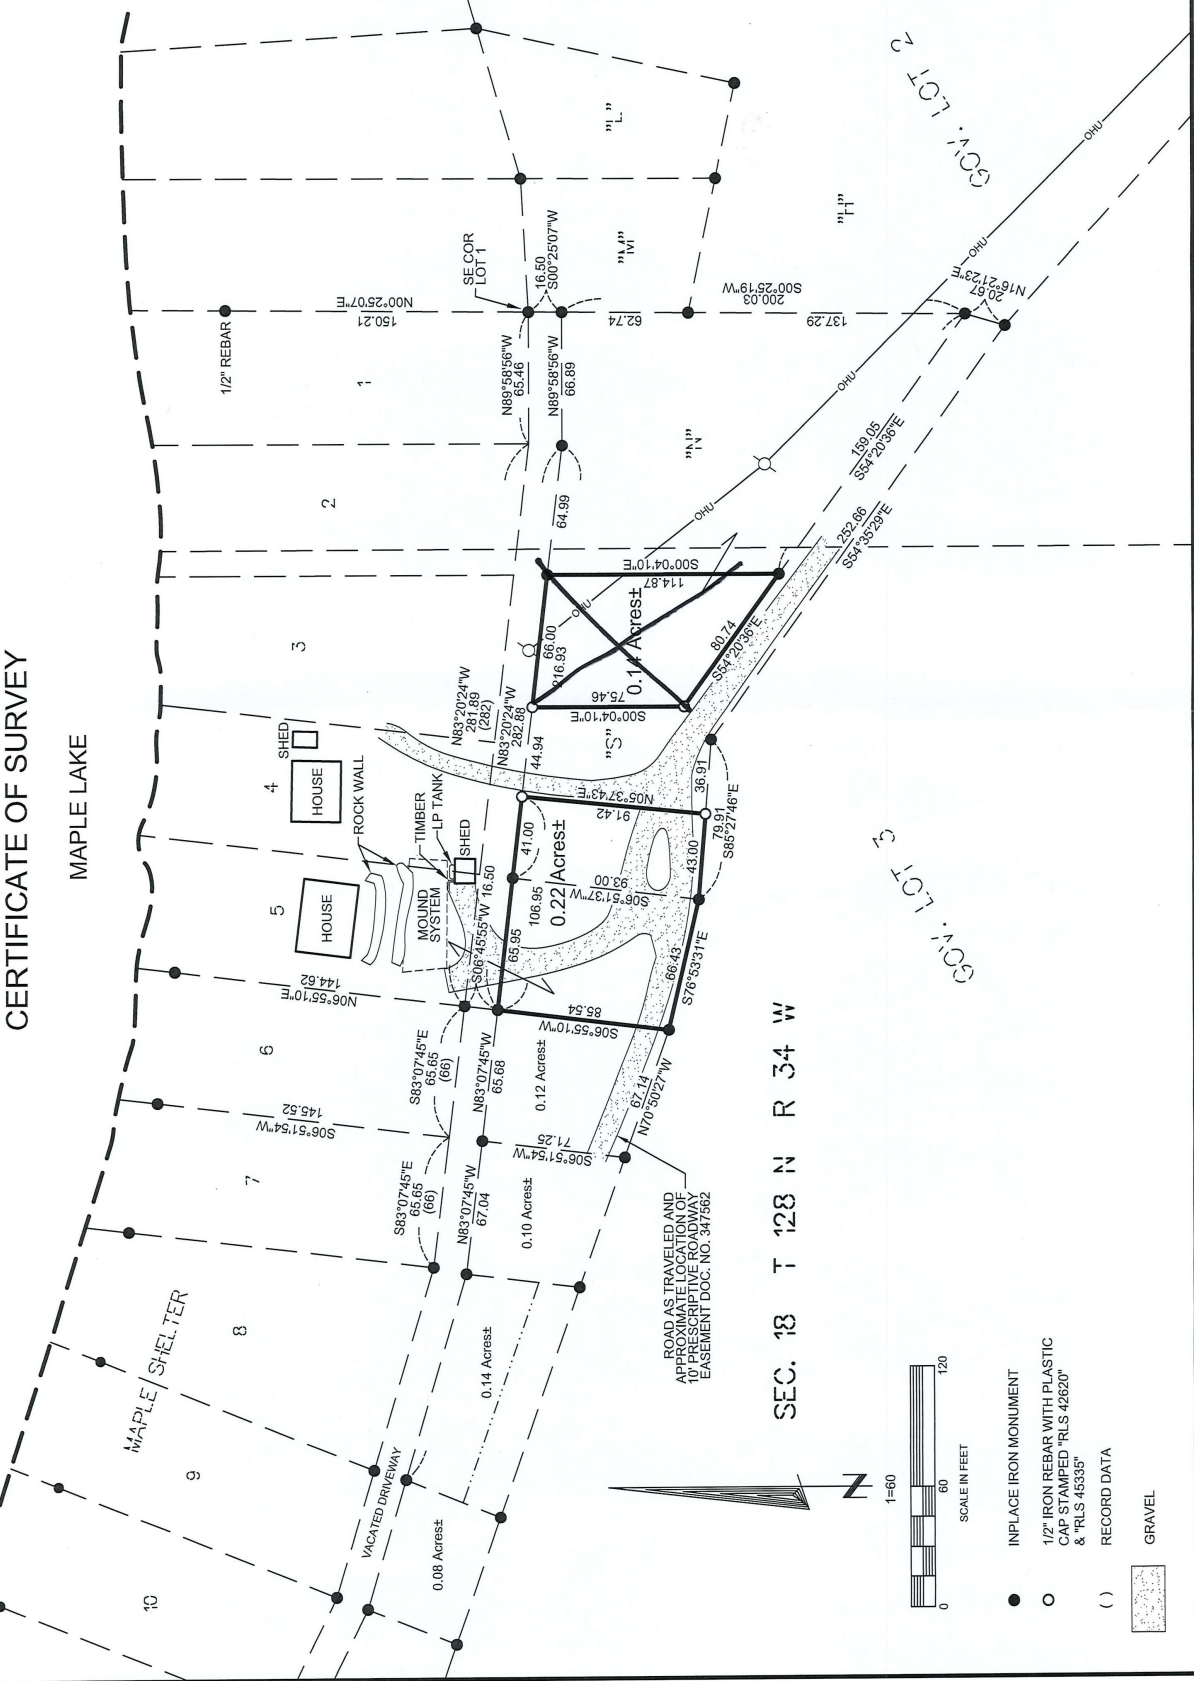 CERTIFICATE OF SURVEY
MAPLE LAKE
1/2" REBAR
N00°25'07"E
150.21
SE COR
LOT 1
16.50
S00°25'07"W
"L"
"M"
"H"
"N"
"S"
GOV. LOT 2
N89°58'56"W
65.46
N89°58'56"W
66.89
62.74
S00°25'19"W
200.03
137.29
N16°21'23"E
20.67
OHU
OHU
OHU
OHU
OHU
1
2
3
4
5
6
7
8
9
10
64.99
159.05
S54°20'36"E
252.66
S54°35'29"E
S00°04'10"E
114.87
0.14 Acres±
66.00
216.93
80.74
S54°20'36"E
75.46
S00°04'10"E
N83°20'24"W
281.89
(282)
N83°20'24"W
282.88
44.94
SHED
HOUSE
ROCK WALL
TIMBER
LP TANK
SHED
MOUND
SYSTEM
HOUSE
16.50
S06°45'55"W
41.00
106.95
65.95
0.22 Acres±
N05°37'43"E
91.42
S06°51'37"W
93.00
36.91
79.91
S85°27'46"E
43.00
66.43
S76°53'31"E
85.54
S06°55'10"W
N06°55'10"E
144.62
S83°07'45"E
65.65
(66)
N83°07'45"W
65.68
0.12 Acres±
67.14
N70°50'27"W
145.52
S06°51'54"W
71.25
S06°51'54"W
S83°07'45"E
65.65
(66)
N83°07'45"W
67.04
0.10 Acres±
0.14 Acres±
0.08 Acres±
MAPLE SHELTER
VACATED DRIVEWAY
ROAD AS TRAVELED AND
APPROXIMATE LOCATION OF
10' PRESCRIPTIVE ROADWAY
EASEMENT DOC. NO. 347562
GOV. LOT 3
SEC. 18 T 128 N R 34 W
N
1=60
0 60 120
SCALE IN FEET
INPLACE IRON MONUMENT
1/2" IRON REBAR WITH PLASTIC
CAP STAMPED "RLS 42620"
& "RLS 45335"
( ) RECORD DATA
GRAVEL